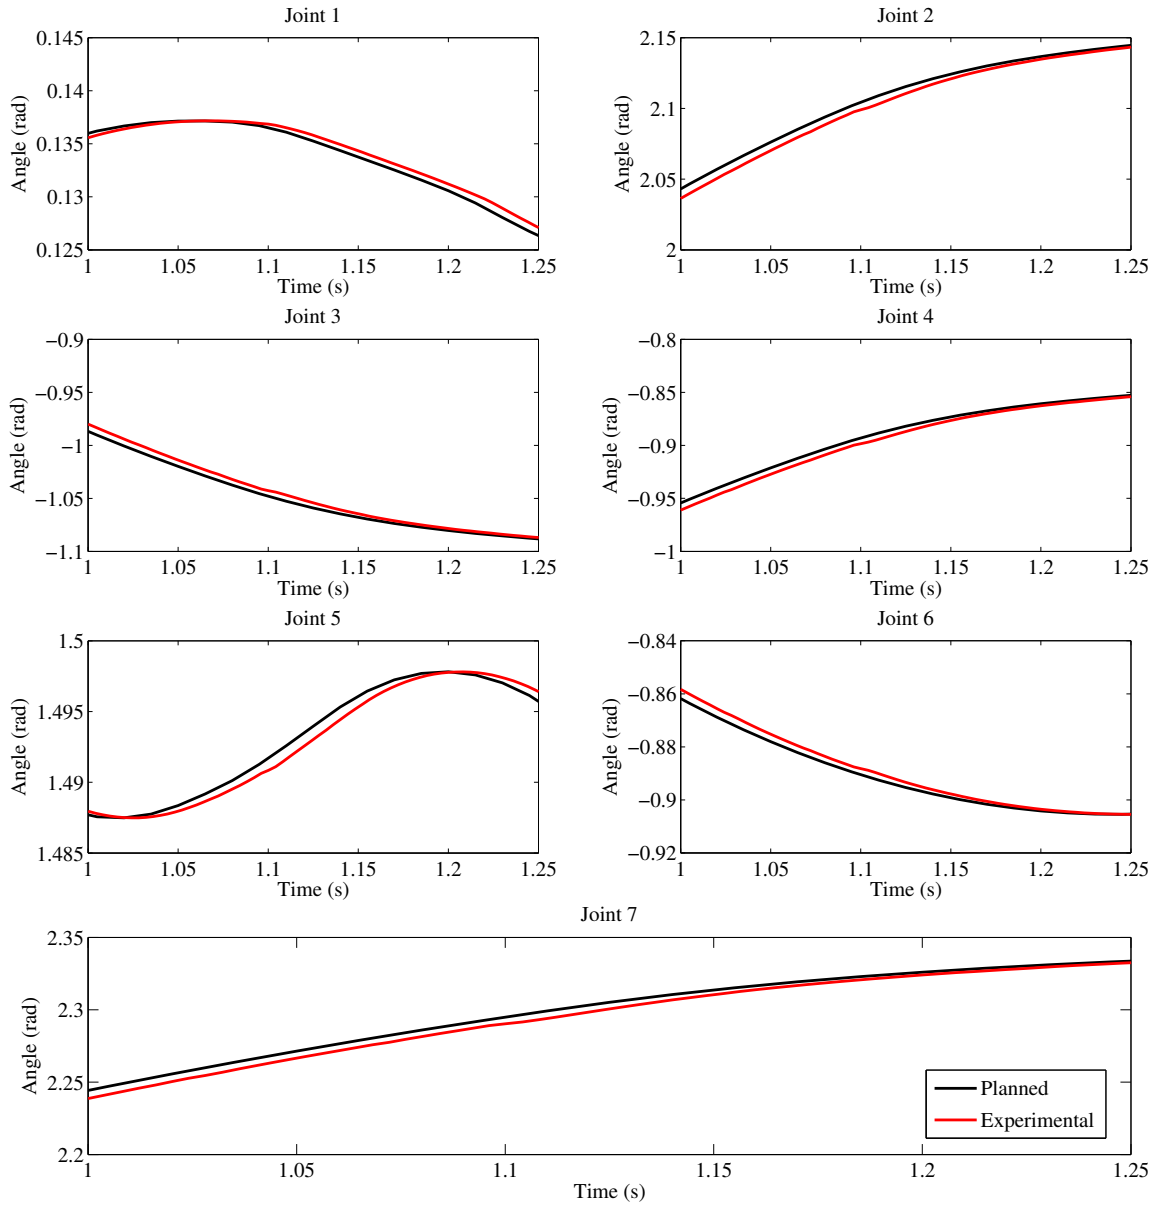 Joint 1
0.145
0.14
0.135
0.13
0.125
Angle (rad)
1 1.05 1.1 1.15 1.2 1.25
Time (s)
Joint 2
2.15
2.1
2.05
2
Angle (rad)
1 1.05 1.1 1.15 1.2 1.25
Time (s)
Joint 3
−0.9
−0.95
−1
−1.05
−1.1
Angle (rad)
1 1.05 1.1 1.15 1.2 1.25
Time (s)
Joint 4
−0.8
−0.85
−0.9
−0.95
−1
Angle (rad)
1 1.05 1.1 1.15 1.2 1.25
Time (s)
Joint 5
1.5
1.495
1.49
1.485
Angle (rad)
1 1.05 1.1 1.15 1.2 1.25
Time (s)
Joint 6
−0.84
−0.86
−0.88
−0.9
−0.92
Angle (rad)
1 1.05 1.1 1.15 1.2 1.25
Time (s)
Joint 7
2.35
2.3
2.25
2.2
Angle (rad)
1 1.05 1.1 1.15 1.2 1.25
Time (s)
Planned
Experimental